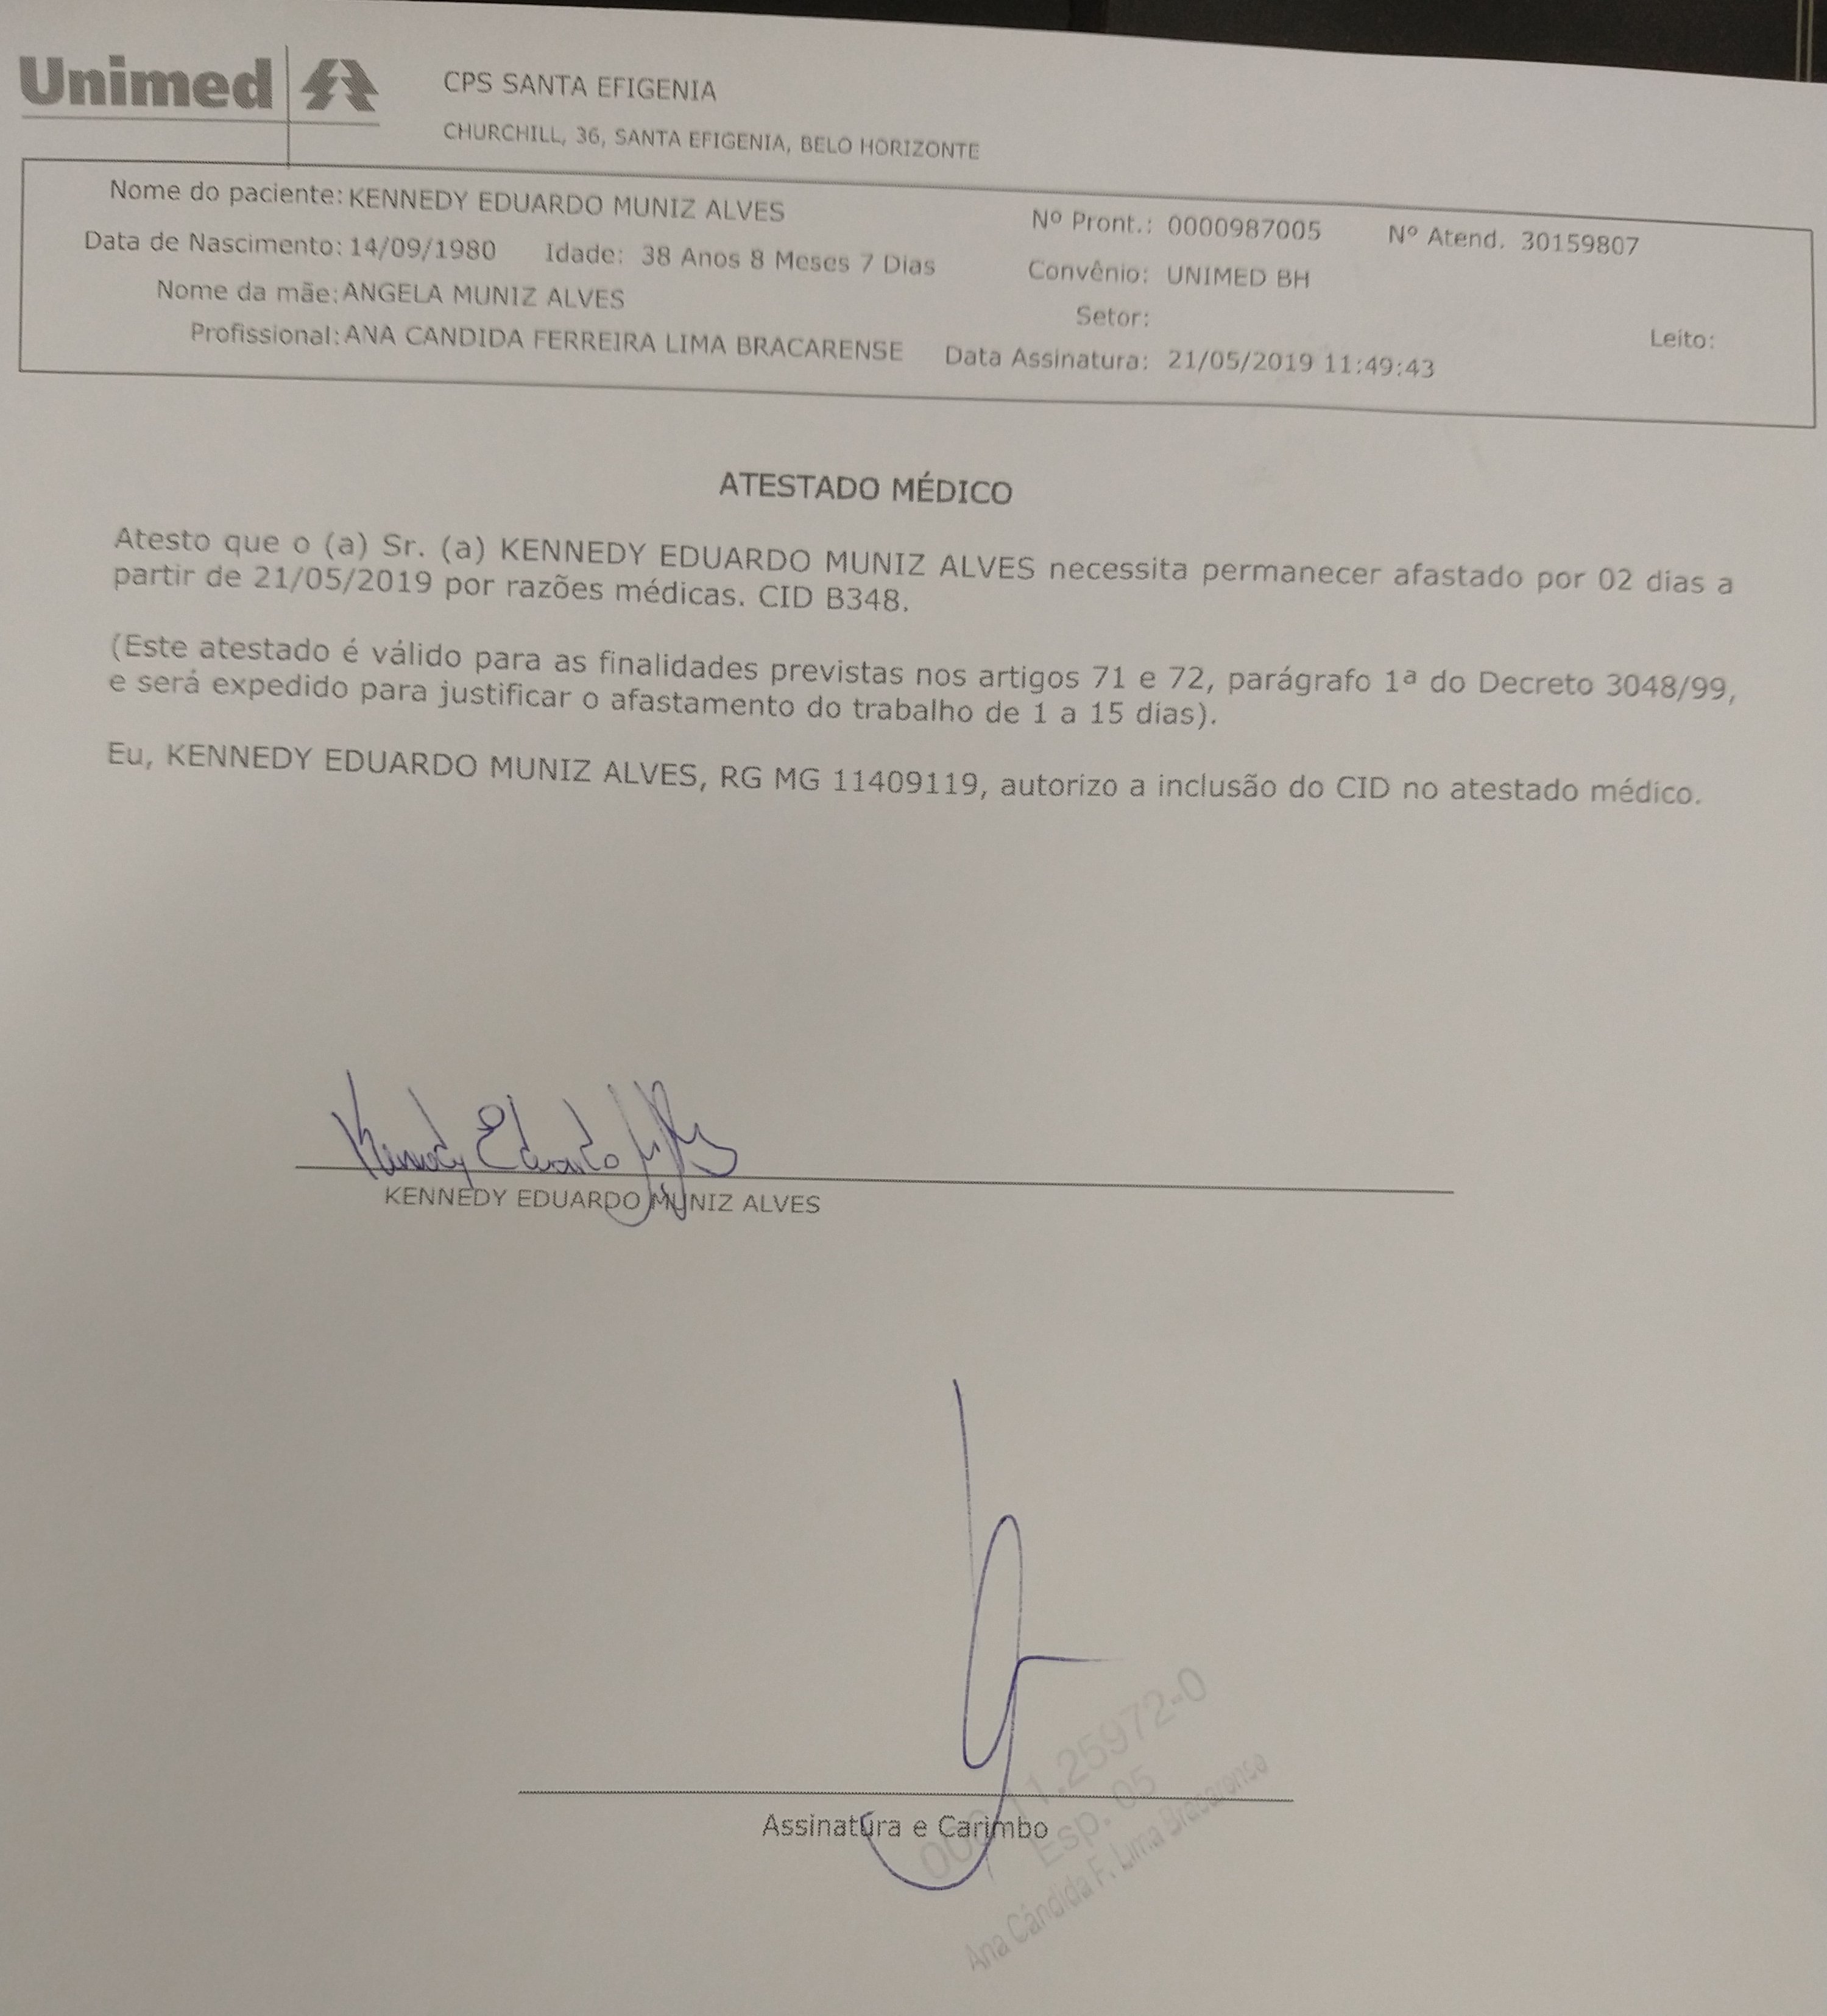 Unimed
CPS SANTA EFIGENIA
CHURCHILL, 36, SANTA EFIGENIA, BELO HORIZONTE
Nome do paciente: KENNEDY EDUARDO MUNIZ ALVES Nº Pront.: 0000987005 Nº Atend. 30159807
Data de Nascimento: 14/09/1980 Idade: 38 Anos 8 Meses 7 Dias Convênio: UNIMED BH
Nome da mãe: ANGELA MUNIZ ALVES Setor: Leito:
Profissional: ANA CANDIDA FERREIRA LIMA BRACARENSE Data Assinatura: 21/05/2019 11:49:43
ATESTADO MÉDICO
Atesto que o (a) Sr. (a) KENNEDY EDUARDO MUNIZ ALVES necessita permanecer afastado por 02 dias a
partir de 21/05/2019 por razões médicas. CID B348.
(Este atestado é válido para as finalidades previstas nos artigos 71 e 72, parágrafo 1ª do Decreto 3048/99,
e será expedido para justificar o afastamento do trabalho de 1 a 15 dias).
Eu, KENNEDY EDUARDO MUNIZ ALVES, RG MG 11409119, autorizo a inclusão do CID no atestado médico.
Kennedy Eduardo
KENNEDY EDUARDO MUNIZ ALVES
Assinatura e Carimbo
11.25972-0
Esp. 05
Ana Cândida F. Lima Bracarense